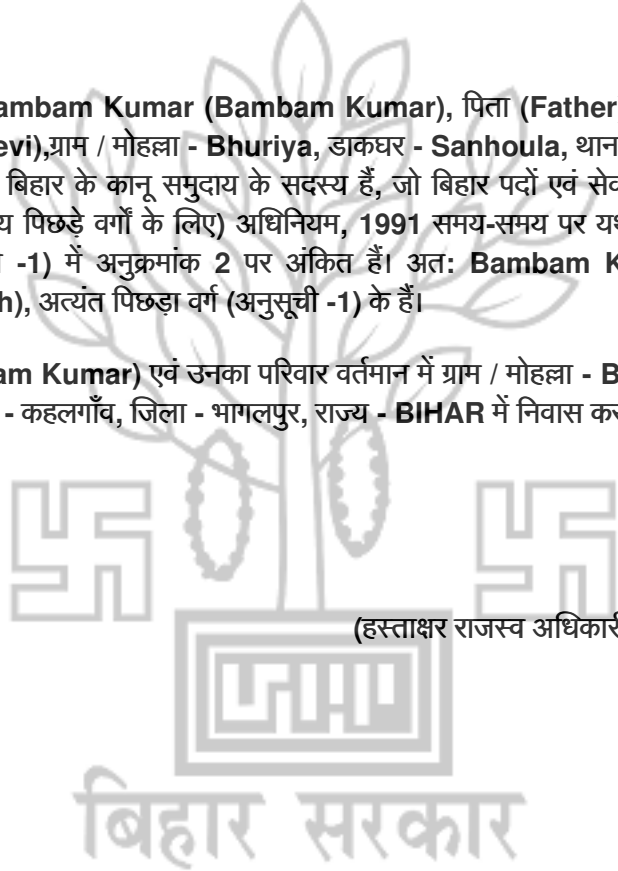 ambam Kumar (Bambam Kumar), पिता (Father
evi),ग्राम / मोहल्ला - Bhuriya, डाकघर - Sanhoula, थान
बिहार के कानू समुदाय के सदस्य हैं, जो बिहार पदों एवं सेव
य पिछड़े वर्गों के लिए) अधिनियम, 1991 समय-समय पर यथ
-1) में अनुक्रमांक 2 पर अंकित हैं। अत: Bambam K
h), अत्यंत पिछड़ा वर्ग (अनुसूची -1) के हैं।
am Kumar) एवं उनका परिवार वर्तमान में ग्राम / मोहल्ला - B
- कहलगाँव, जिला - भागलपुर, राज्य - BIHAR में निवास कर
(हस्ताक्षर राजस्व अधिकारी
बिहार सरकार